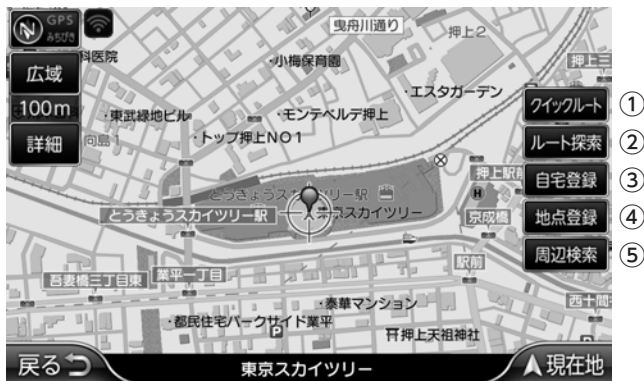 GPS
みちびき
科医院
曳舟川通り
押上2
・小梅保育園
押上三
広域
・エスタガーデン
クイックルート
①
100m
・東武緑地ビル
・モンテベルデ押上
詳細
向島1
・トップ押上NO1
ルート探索
②
とうきょうスカイツリー駅
押上駅前
自宅登録
③
とうきょうスカイツリー駅
東京スカイツリー
京成橋
地点登録
④
駅前
周辺検索
⑤
吾妻橋三丁目東
業平一丁目
・泰華マンション
西十間
・都民住宅パークサイド業平
押上天祖神社
戻る
東京スカイツリー
現在地